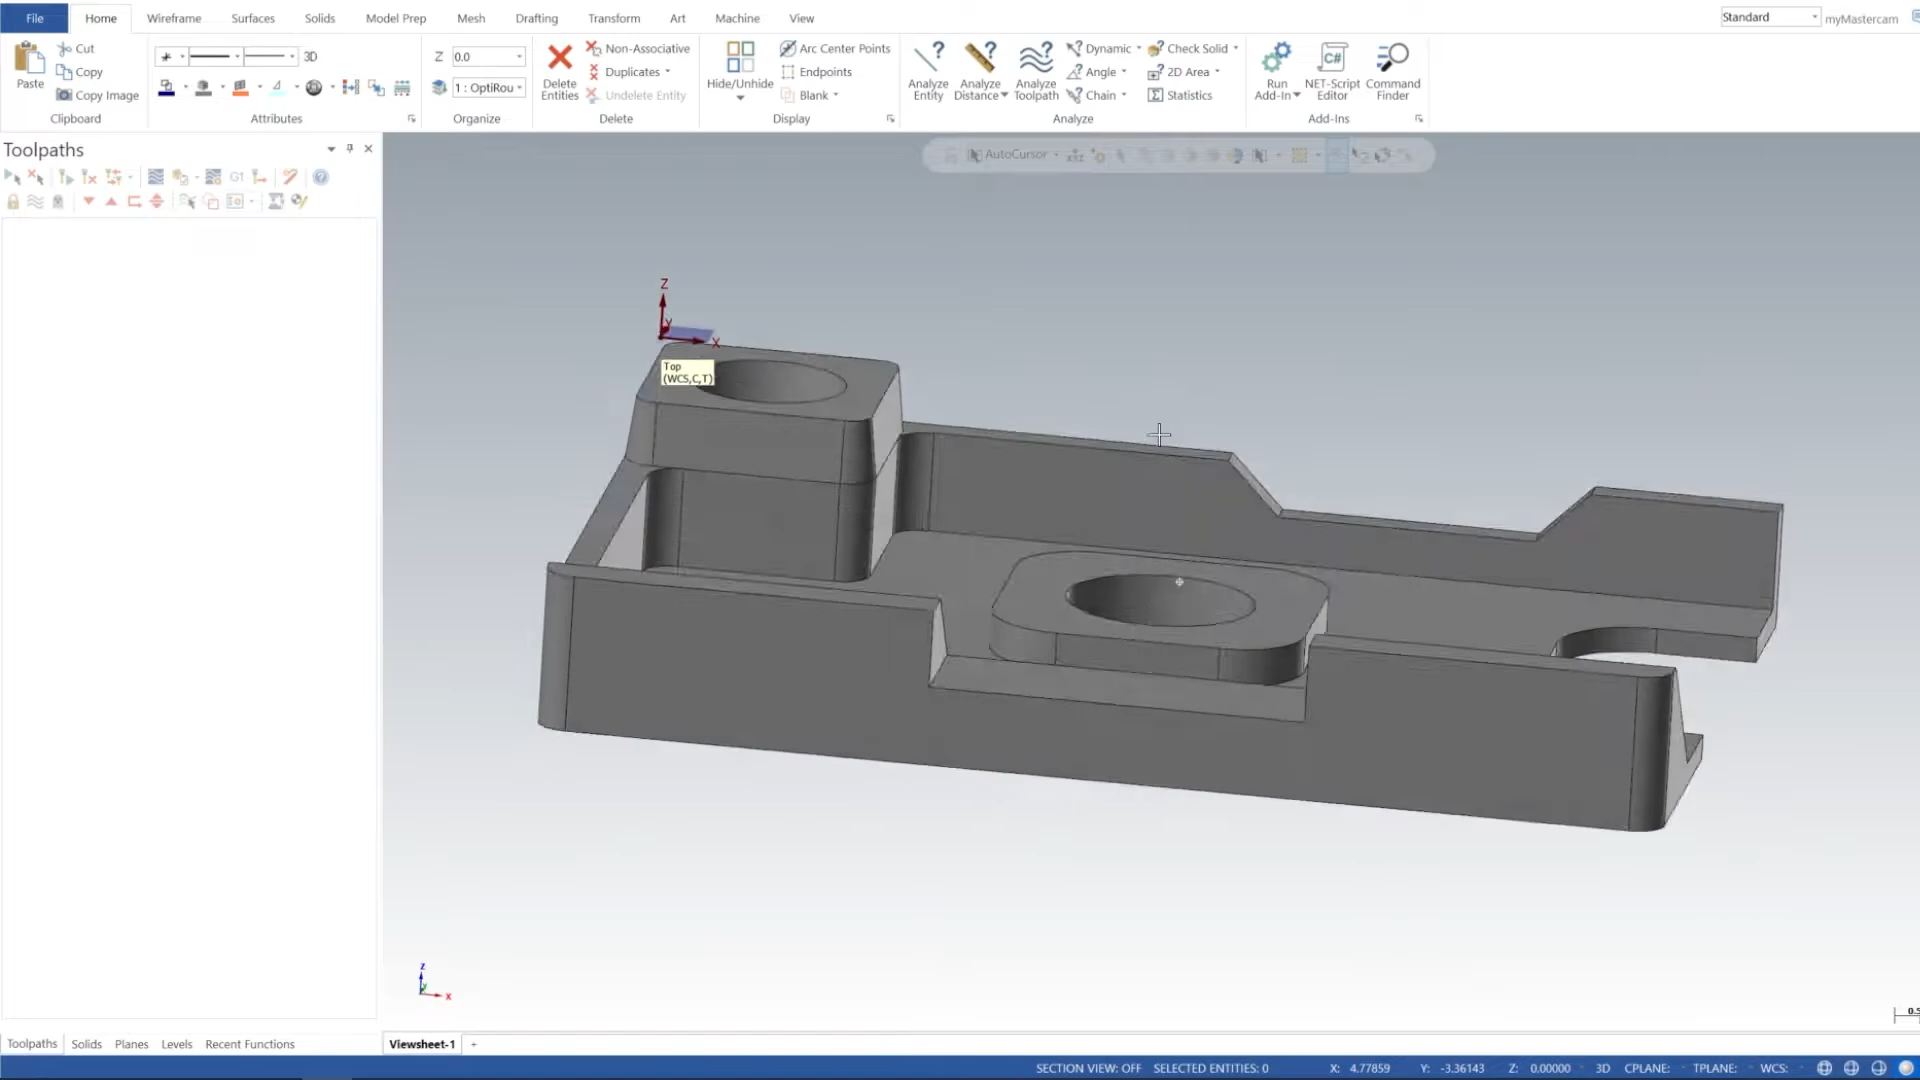 File Home Wireframe Surfaces Solids Model Prep Mesh Drafting Transform Art Machine View Standard myMastercam
Paste Cut Copy Copy Image
Clipboard
3D
Attributes
Z 0.0
1 : OptiRou
Organize
Delete Entities Non-Associative Duplicates Undelete Entity
Delete
Hide/Unhide Arc Center Points Endpoints Blank
Display
Analyze Entity Analyze Distance Analyze Toolpath Dynamic Angle Chain Check Solid 2D Area Statistics
Analyze
Run Add-In NET-Script Editor Command Finder
Add-Ins
Toolpaths
G1
AutoCursor
Z
Y
X
Top
(WCS,C,T)
Z
Y
X
0.5
Toolpaths Solids Planes Levels Recent Functions Viewsheet-1 +
SECTION VIEW: OFF SELECTED ENTITIES: 0 X: 4.77859 Y: -3.36143 Z: 0.00000 3D CPLANE: TPLANE: WCS: